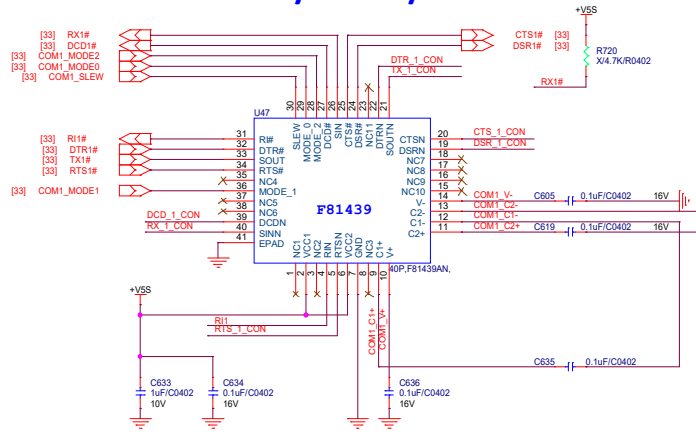 +V5S
[33] RX1#
[33] DCD1#
[33] COM1_MODE2
[33] COM1_MODE0
[33] COM1_SLEW
CTS1# [33]
DSR1# [33]
R720
X/4.7K/R0402
RX1#
DTR_1_CON
TX_1_CON
U47
30 29 28 27 26 25 24 23 22 21
SLEW
MODE_0
MODE_2
DCD#
SIN
CTS#
DSR#
NC11
DTRN
SOUTN
[33] RI1#
[33] DTR1#
[33] TX1#
[33] RTS1#
[33] COM1_MODE1
DCD_1_CON
RX_1_CON
31 RI#
32 DTR#
33 SOUT
34 RTS#
35 NC4
36 MODE_1
37 NC5
38 NC6
39 DCDN
40 SINN
41 EPAD
F81439
CTSN 20 CTS_1_CON
DSRN 19 DSR_1_CON
NC7 18
NC8 17
NC9 16
NC10 15
V- 14 COM1_V-
C2- 13 COM1_C2-
C1- 12 COM1_C1-
C2+ 11 COM1_C2+
C605 0.1uF/C0402 16V
C619 0.1uF/C0402 16V
NC1
VCC1
NC2
RIN
RTSN
VCC2
GND
NC3
C1+
V+
1 2 3 4 5 6 7 8 9 10
40P,F81439AN,
+V5S
RI1
RTS_1_CON
COM1_C1+
COM1_V+
C635 0.1uF/C0402
C633
1uF/C0402
10V
C634
0.1uF/C0402
16V
C636
0.1uF/C0402
16V